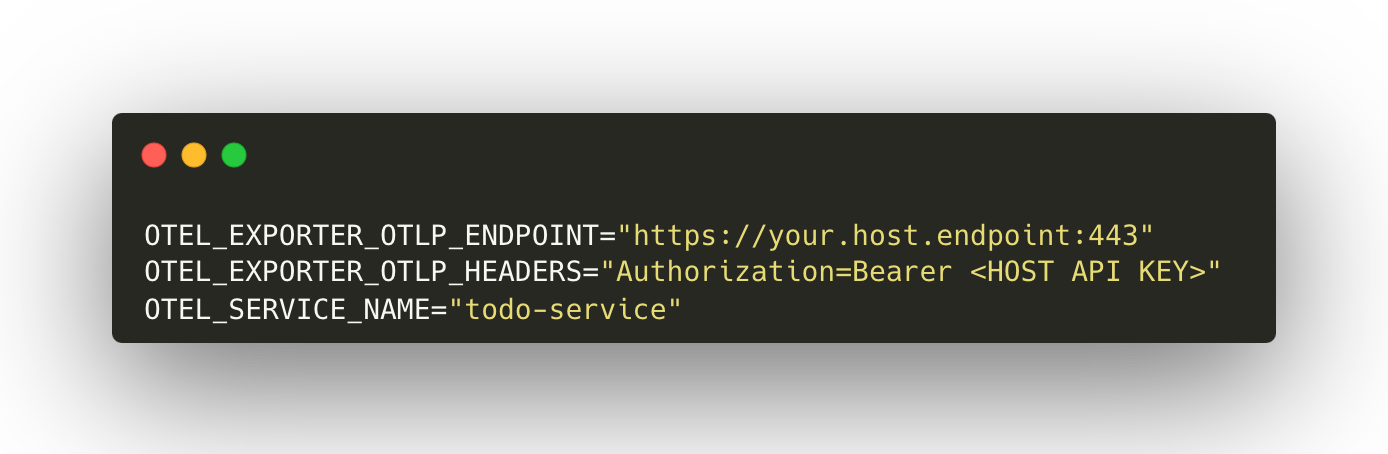 OTEL_EXPORTER_OTLP_ENDPOINT="https://your.host.endpoint:443"
OTEL_EXPORTER_OTLP_HEADERS="Authorization=Bearer <HOST API KEY>"
OTEL_SERVICE_NAME="todo-service"